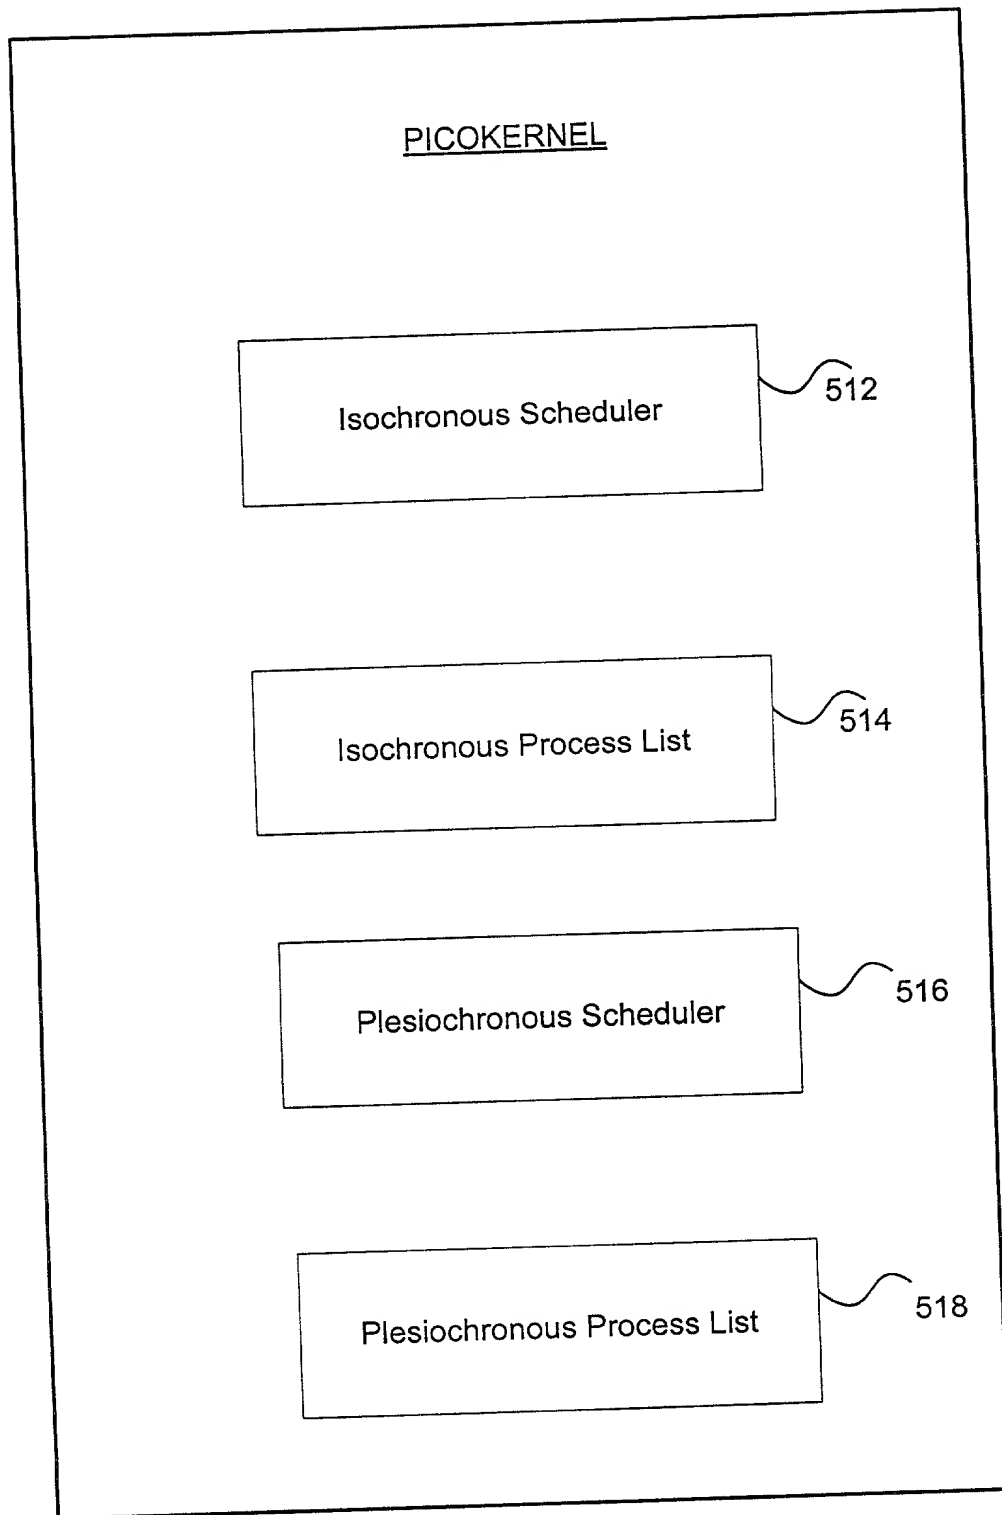 PICOKERNEL
Isochronous Scheduler
512
Isochronous Process List
514
Plesiochronous Scheduler
516
Plesiochronous Process List
518